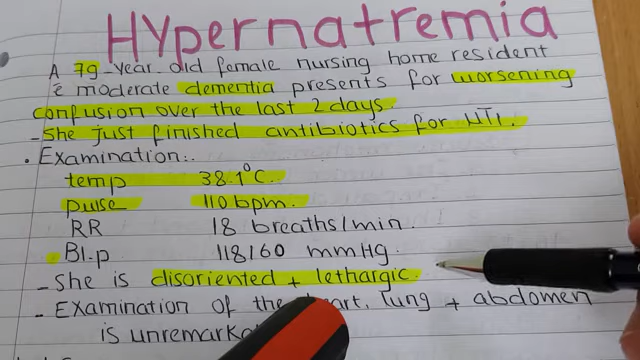 Hypernatremia
A 79-year old female nursing home resident
c̄ moderate dementia presents for worsening
confusion over the last 2 days.
- She just finished antibiotics for UTI.
. Examination..
temp 38.1°C.
pulse 110 bpm.
RR 18 breaths/min.
Bl.p 118160 mmHg.
- She is disoriented + lethargic.
- Examination of the heart, lung + abdomen
is unremarka